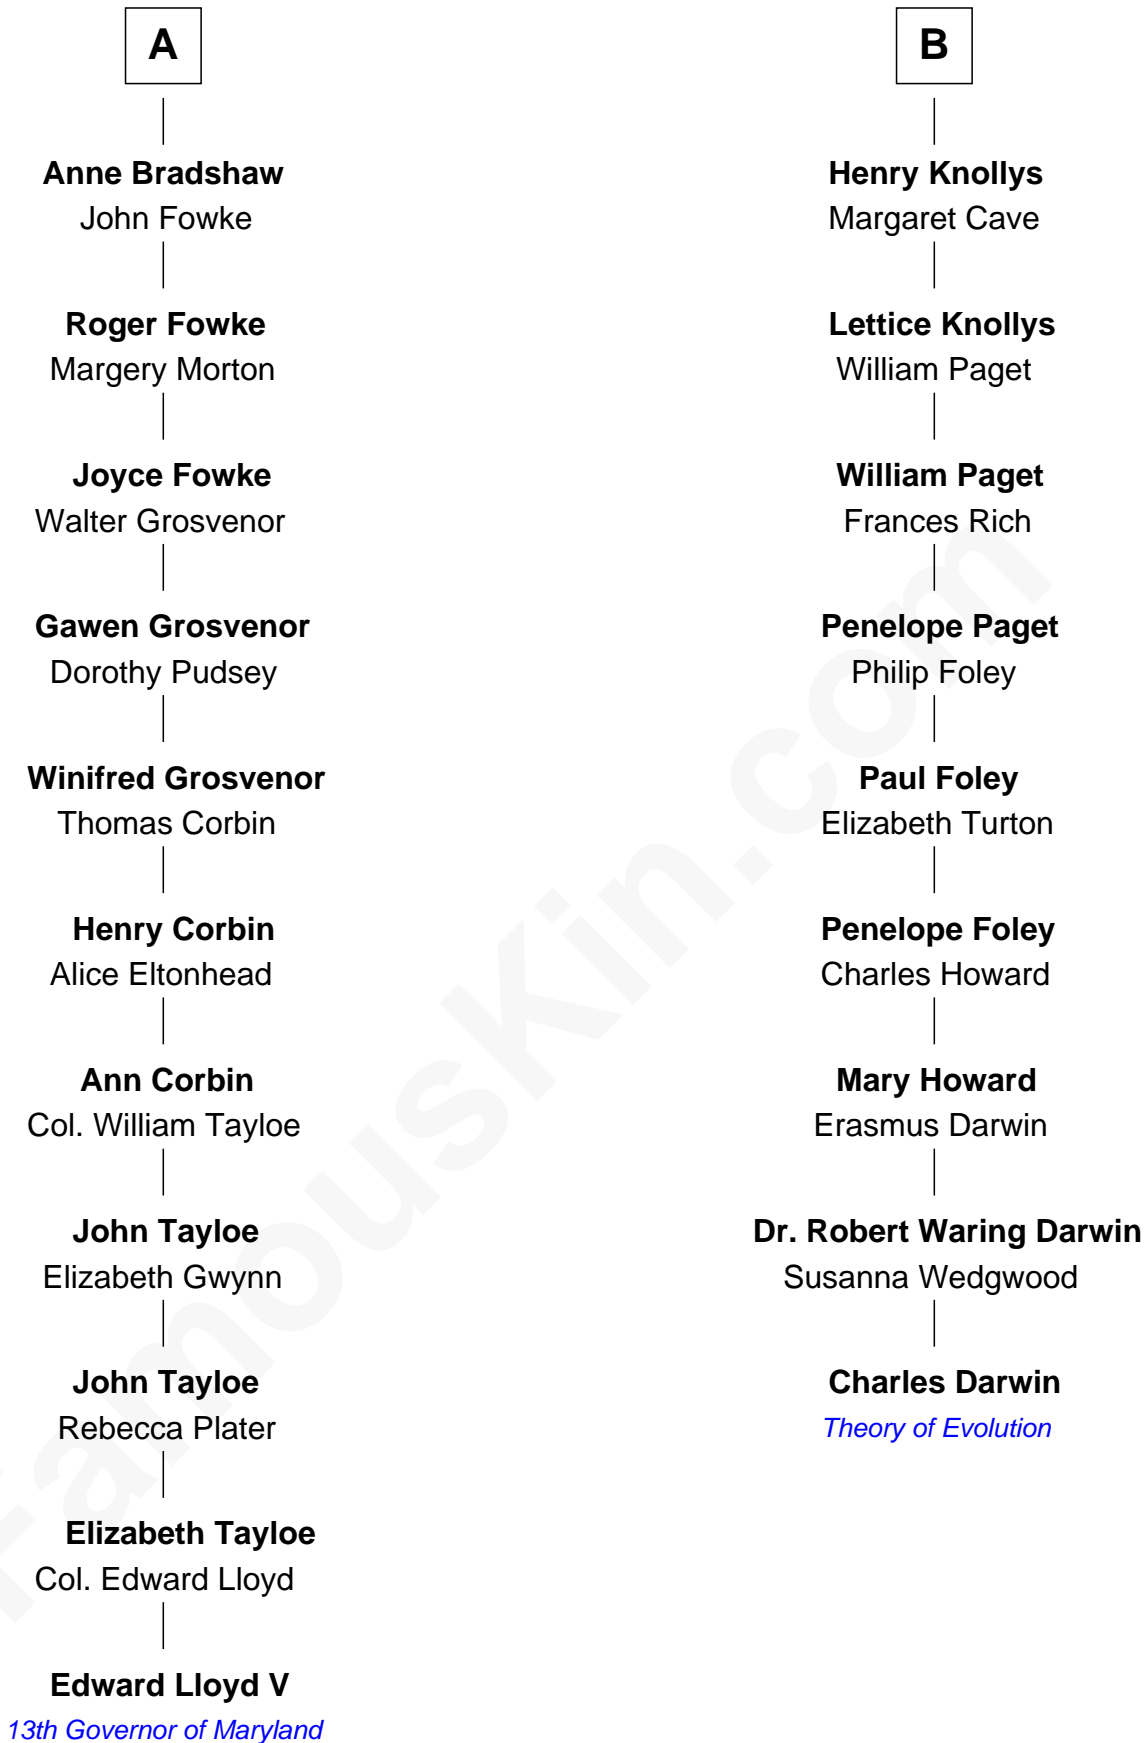 A
Anne Bradshaw
John Fowke
Roger Fowke
Margery Morton
Joyce Fowke
Walter Grosvenor
Gawen Grosvenor
Dorothy Pudsey
Winifred Grosvenor
Thomas Corbin
Henry Corbin
Alice Eltonhead
Ann Corbin
Col. William Tayloe
John Tayloe
Elizabeth Gwynn
John Tayloe
Rebecca Plater
Elizabeth Tayloe
Col. Edward Lloyd
Edward Lloyd V
13th Governor of Maryland
B
Henry Knollys
Margaret Cave
Lettice Knollys
William Paget
William Paget
Frances Rich
Penelope Paget
Philip Foley
Paul Foley
Elizabeth Turton
Penelope Foley
Charles Howard
Mary Howard
Erasmus Darwin
Dr. Robert Waring Darwin
Susanna Wedgwood
Charles Darwin
Theory of Evolution
FamousKin.com